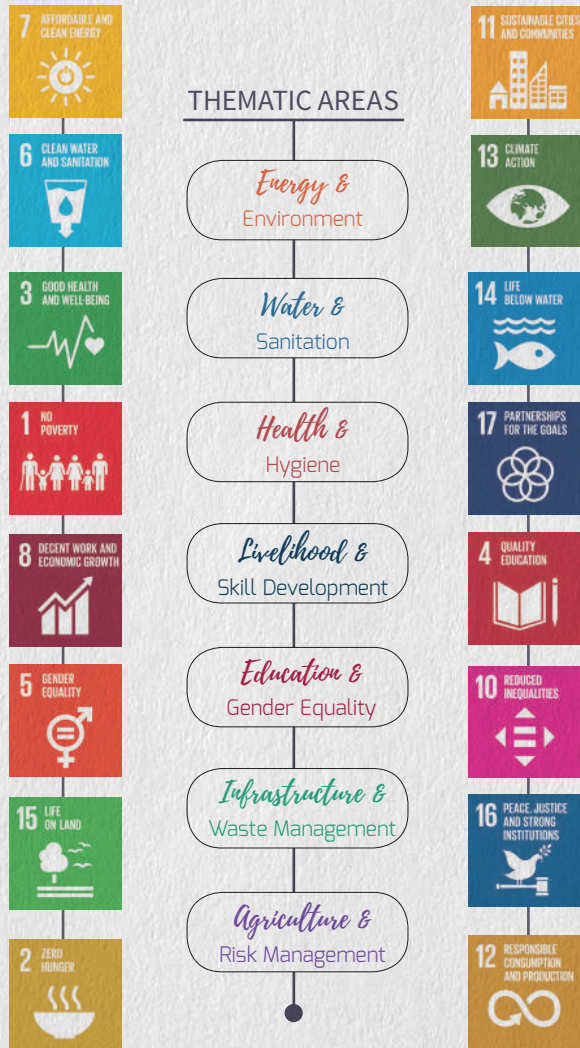 7 AFFORDABLE AND
CLEAN ENERGY
6 CLEAN WATER
AND SANITATION
3 GOOD HEALTH
AND WELL-BEING
1 NO
POVERTY
8 DECENT WORK AND
ECONOMIC GROWTH
5 GENDER
EQUALITY
15 LIFE
ON LAND
2 ZERO
HUNGER
THEMATIC AREAS
Energy &
Environment
Water &
Sanitation
Health &
Hygiene
Livelihood &
Skill Development
Education &
Gender Equality
Infrastructure &
Waste Management
Agriculture &
Risk Management
11 SUSTAINABLE CITIES
AND COMMUNITIES
13 CLIMATE
ACTION
14 LIFE
BELOW WATER
17 PARTNERSHIPS
FOR THE GOALS
4 QUALITY
EDUCATION
10 REDUCED
INEQUALITIES
16 PEACE, JUSTICE
AND STRONG
INSTITUTIONS
12 RESPONSIBLE
CONSUMPTION
AND PRODUCTION